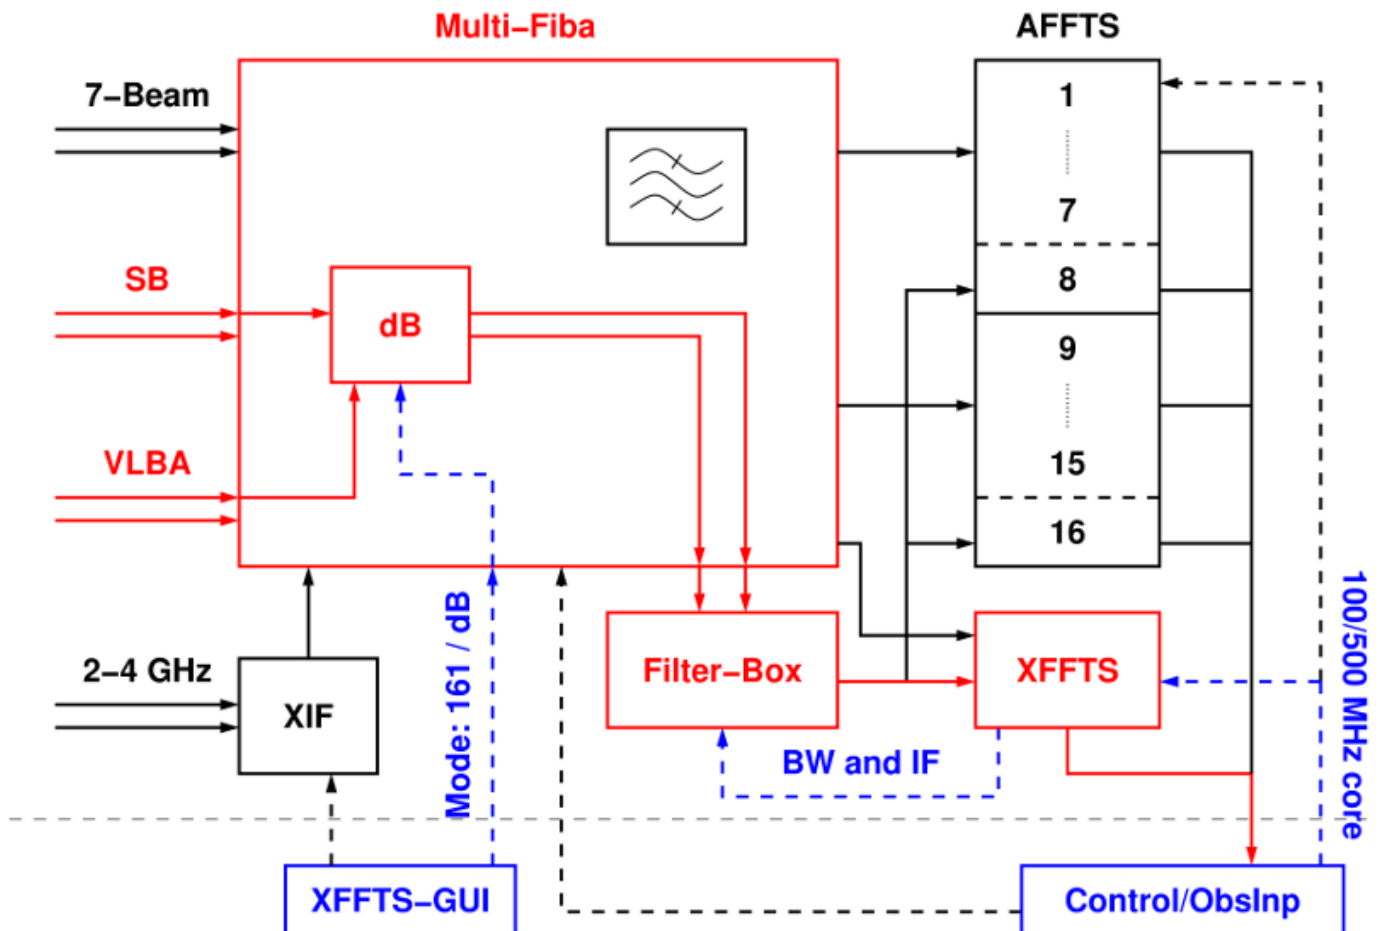 Multi–Fiba
AFFTS
7–Beam
1
7
SB
8
dB
9
VLBA
15
16
2–4 GHz
XIF
Mode: 161 / dB
Filter–Box
XFFTS
BW and IF
100/500 MHz core
XFFTS–GUI
Control/ObsInp